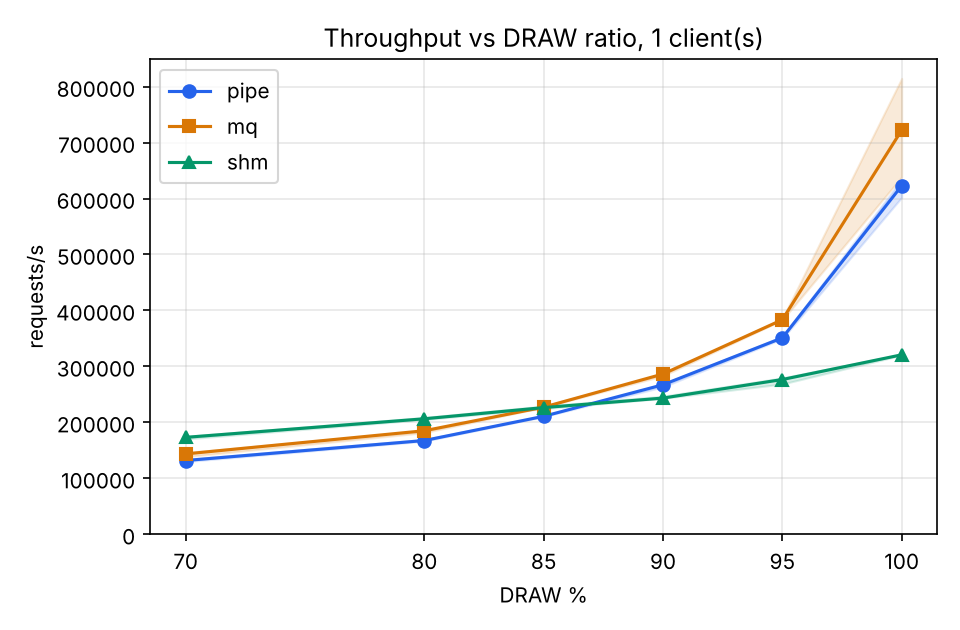 Throughput vs DRAW ratio, 1 client(s)
pipe
mq
shm
800000
700000
600000
500000
400000
300000
200000
100000
0
requests/s
70
80
85
90
95
100
DRAW %